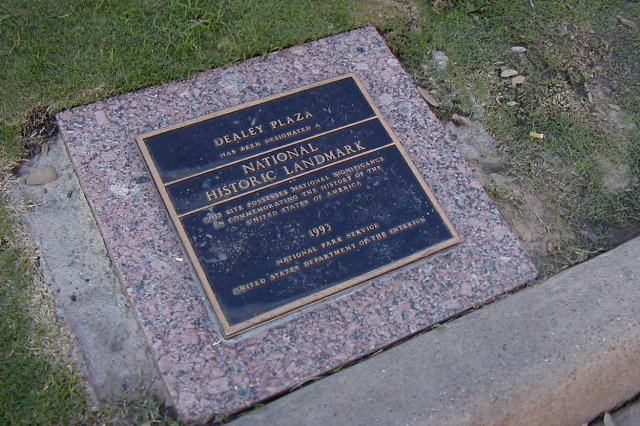 DEALEY PLAZA
HAS BEEN DESIGNATED A
NATIONAL
HISTORIC LANDMARK
THIS SITE POSSESSES NATIONAL SIGNIFICANCE
IN COMMEMORATING THE HISTORY OF THE
UNITED STATES OF AMERICA
1993
NATIONAL PARK SERVICE
UNITED STATES DEPARTMENT OF THE INTERIOR